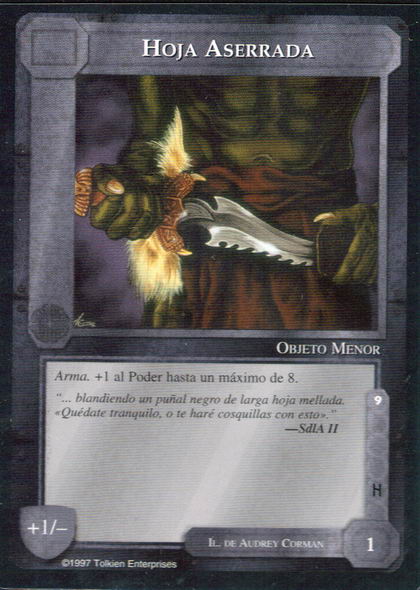 HOJA ASERRADA
OBJETO MENOR
Arma. +1 al Poder hasta un máximo de 8.
"... blandiendo un puñal negro de larga hoja mellada.
«Quédate tranquilo, o te haré cosquillas con esto»."
—SdlA II
9
H
+1/–
IL. DE AUDREY CORMAN
1
©1997 Tolkien Enterprises